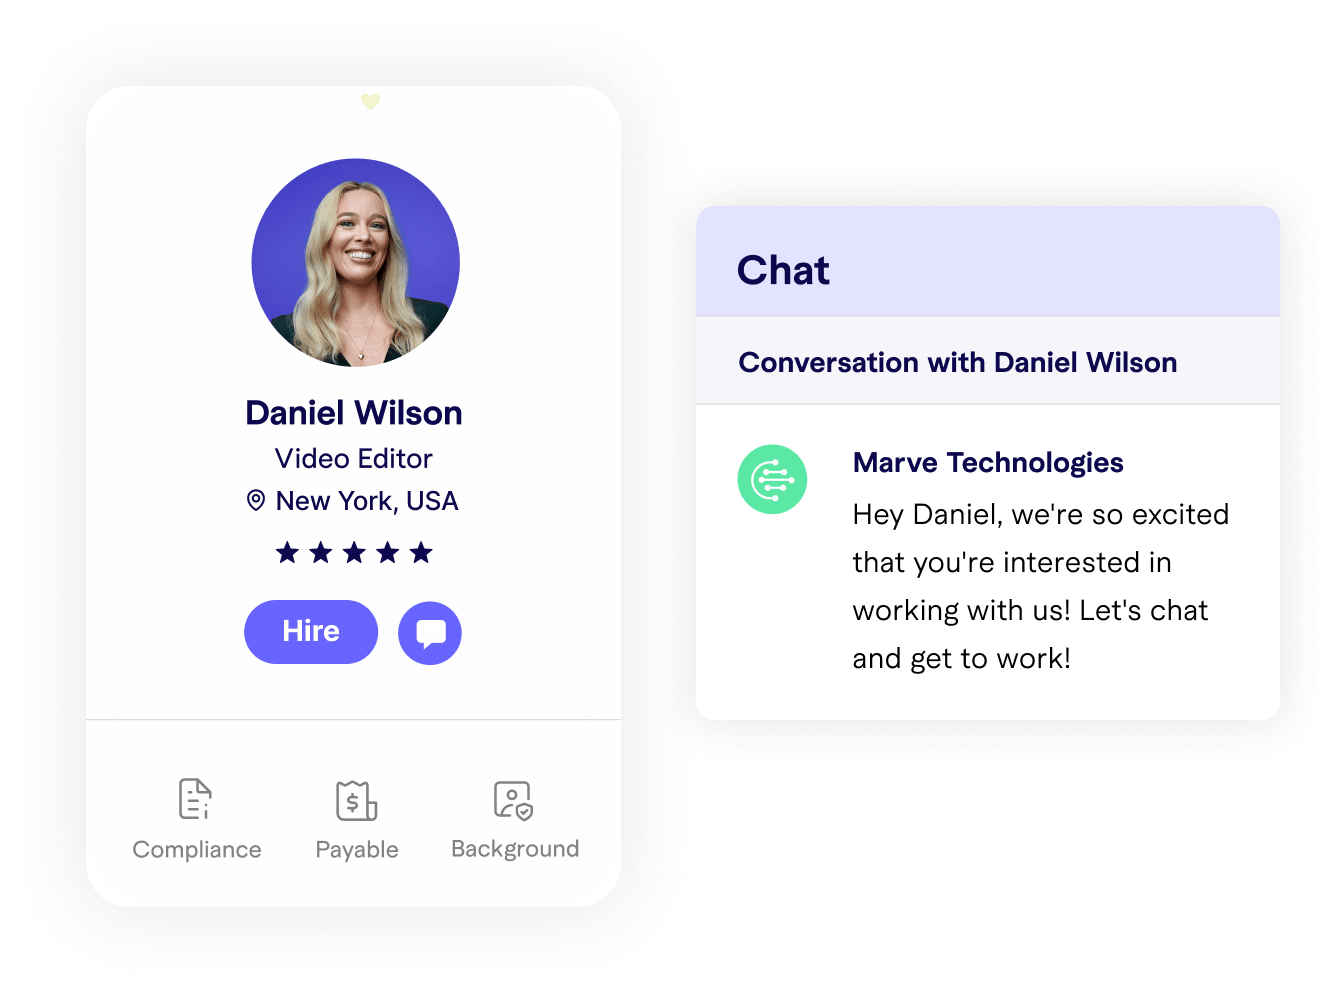 Daniel Wilson
Video Editor
New York, USA
Hire
Compliance
Payable
Background
Chat
Conversation with Daniel Wilson
Marve Technologies
Hey Daniel, we're so excited
that you're interested in
working with us! Let's chat
and get to work!